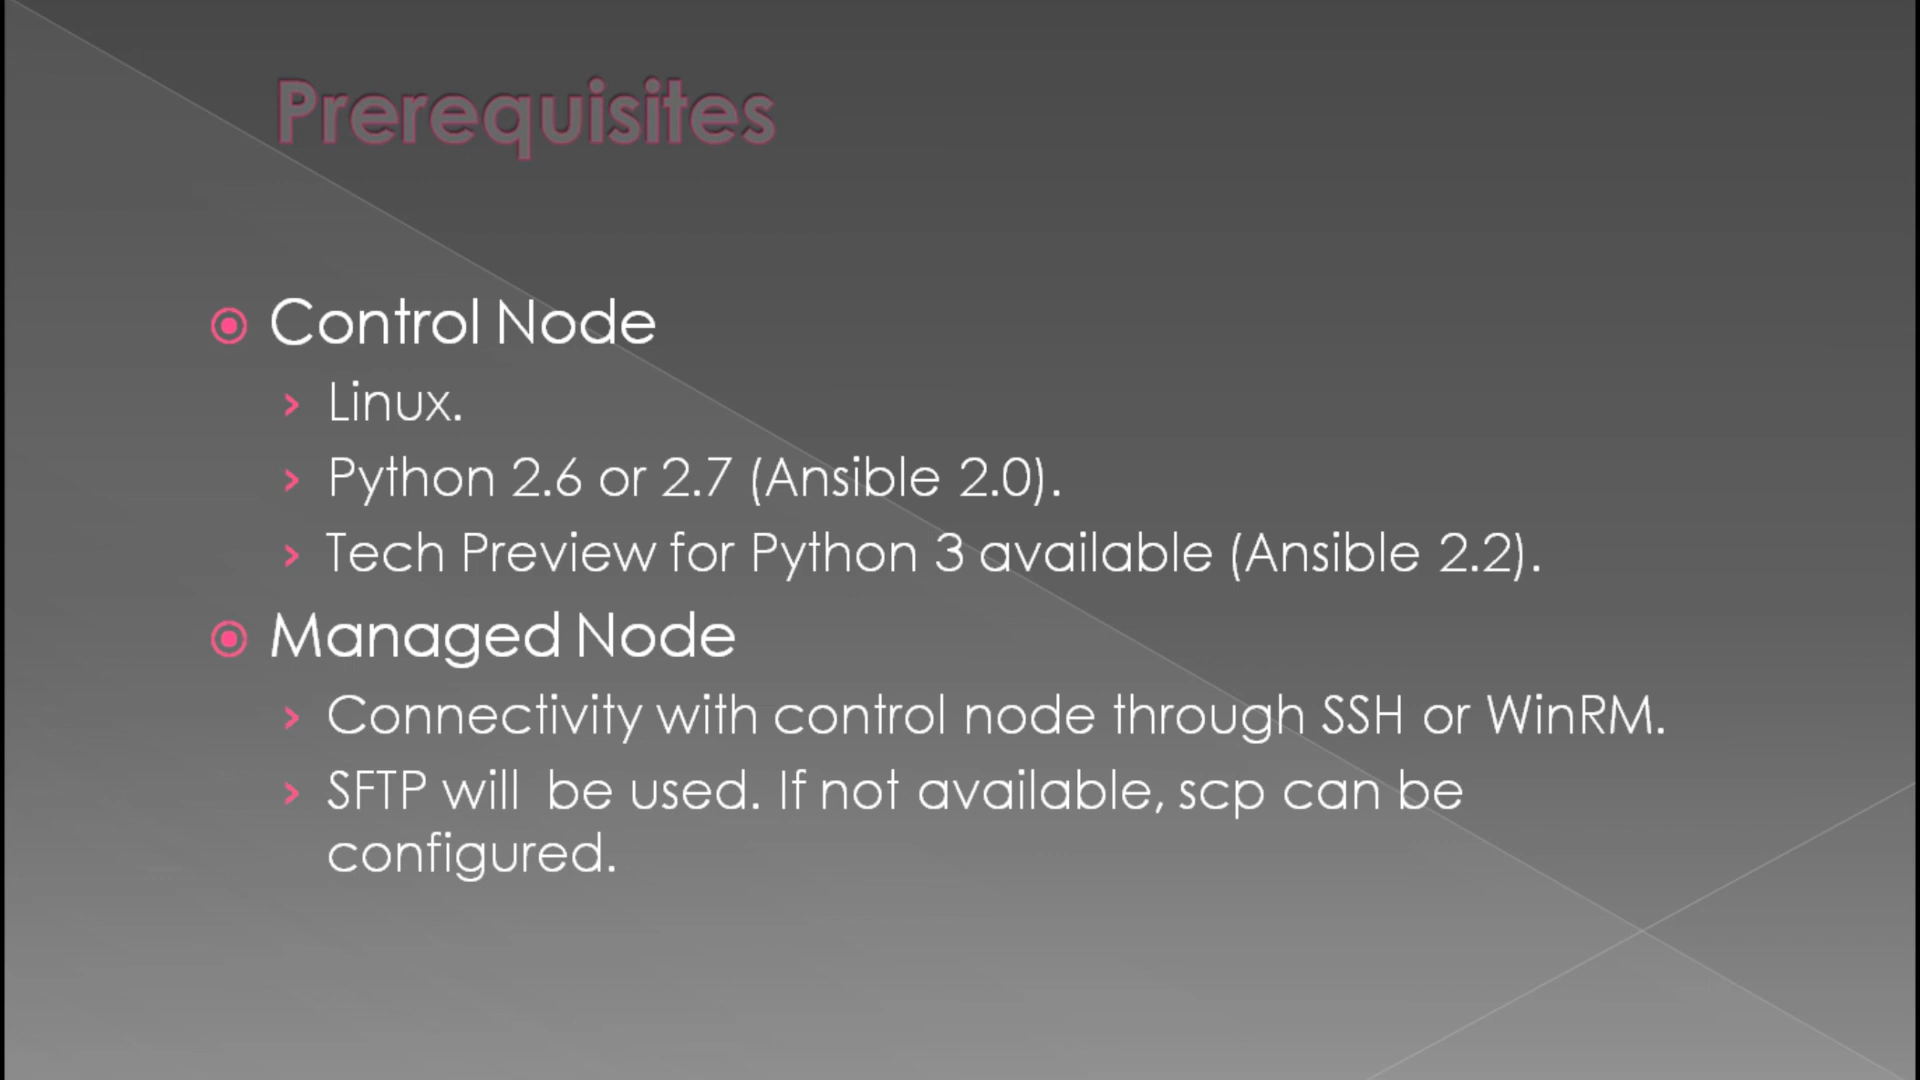 Prerequisites
Control Node
Linux.
Python 2.6 or 2.7 (Ansible 2.0).
Tech Preview for Python 3 available (Ansible 2.2).
Managed Node
Connectivity with control node through SSH or WinRM.
SFTP will be used. If not available, scp can be
configured.